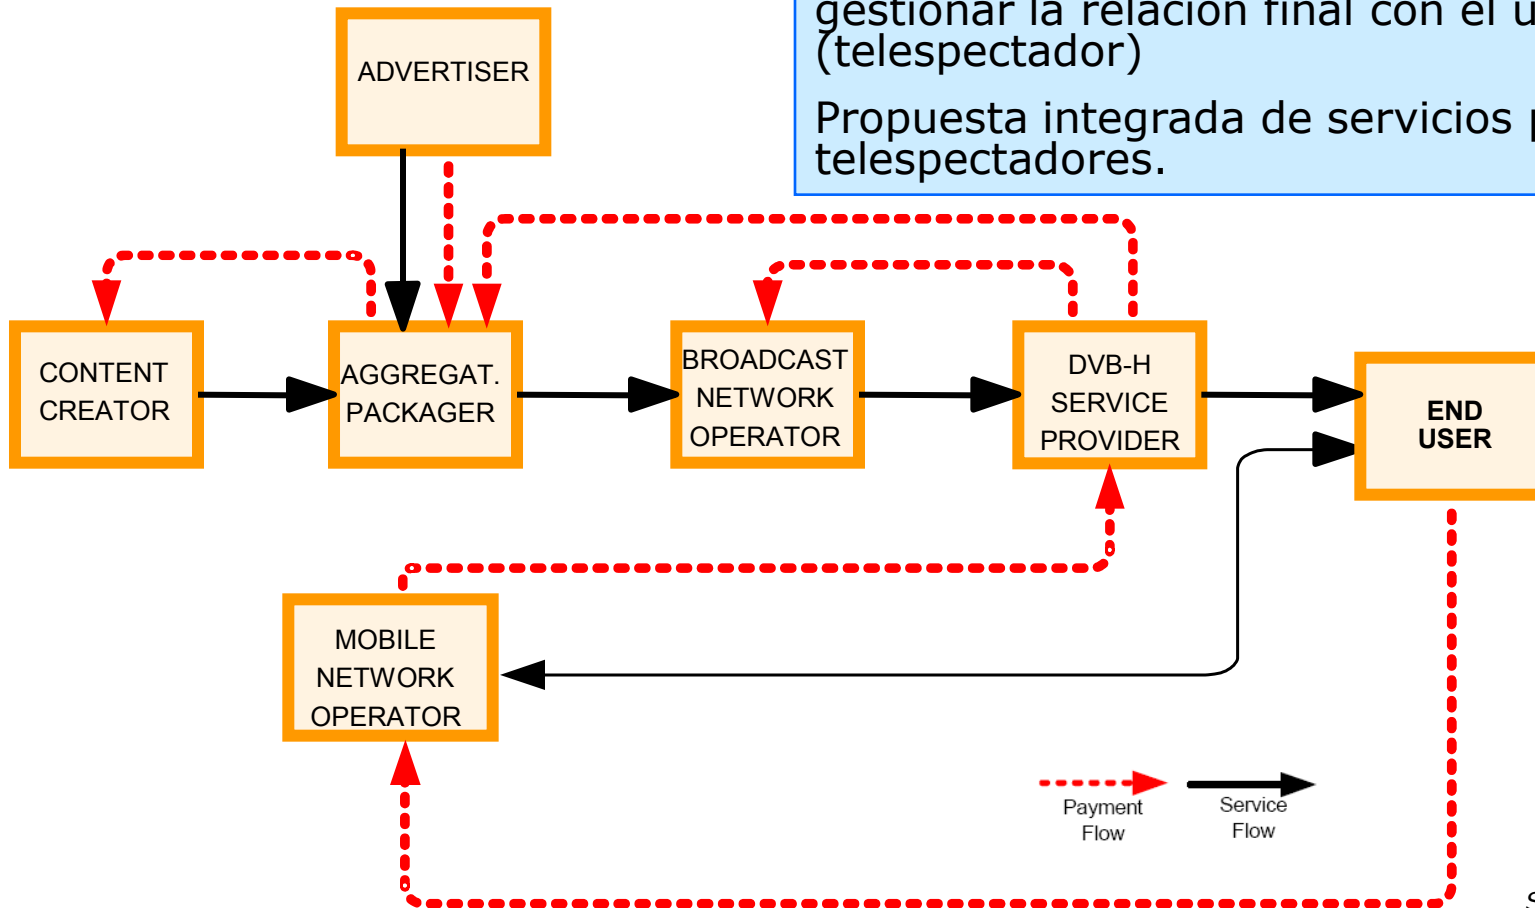 gestionar la relación final con el u
(telespectador)
Propuesta integrada de servicios p
telespectadores.
ADVERTISER
CONTENT
CREATOR
AGGREGAT.
PACKAGER
BROADCAST
NETWORK
OPERATOR
DVB-H
SERVICE
PROVIDER
END
USER
MOBILE
NETWORK
OPERATOR
Payment
Flow
Service
Flow